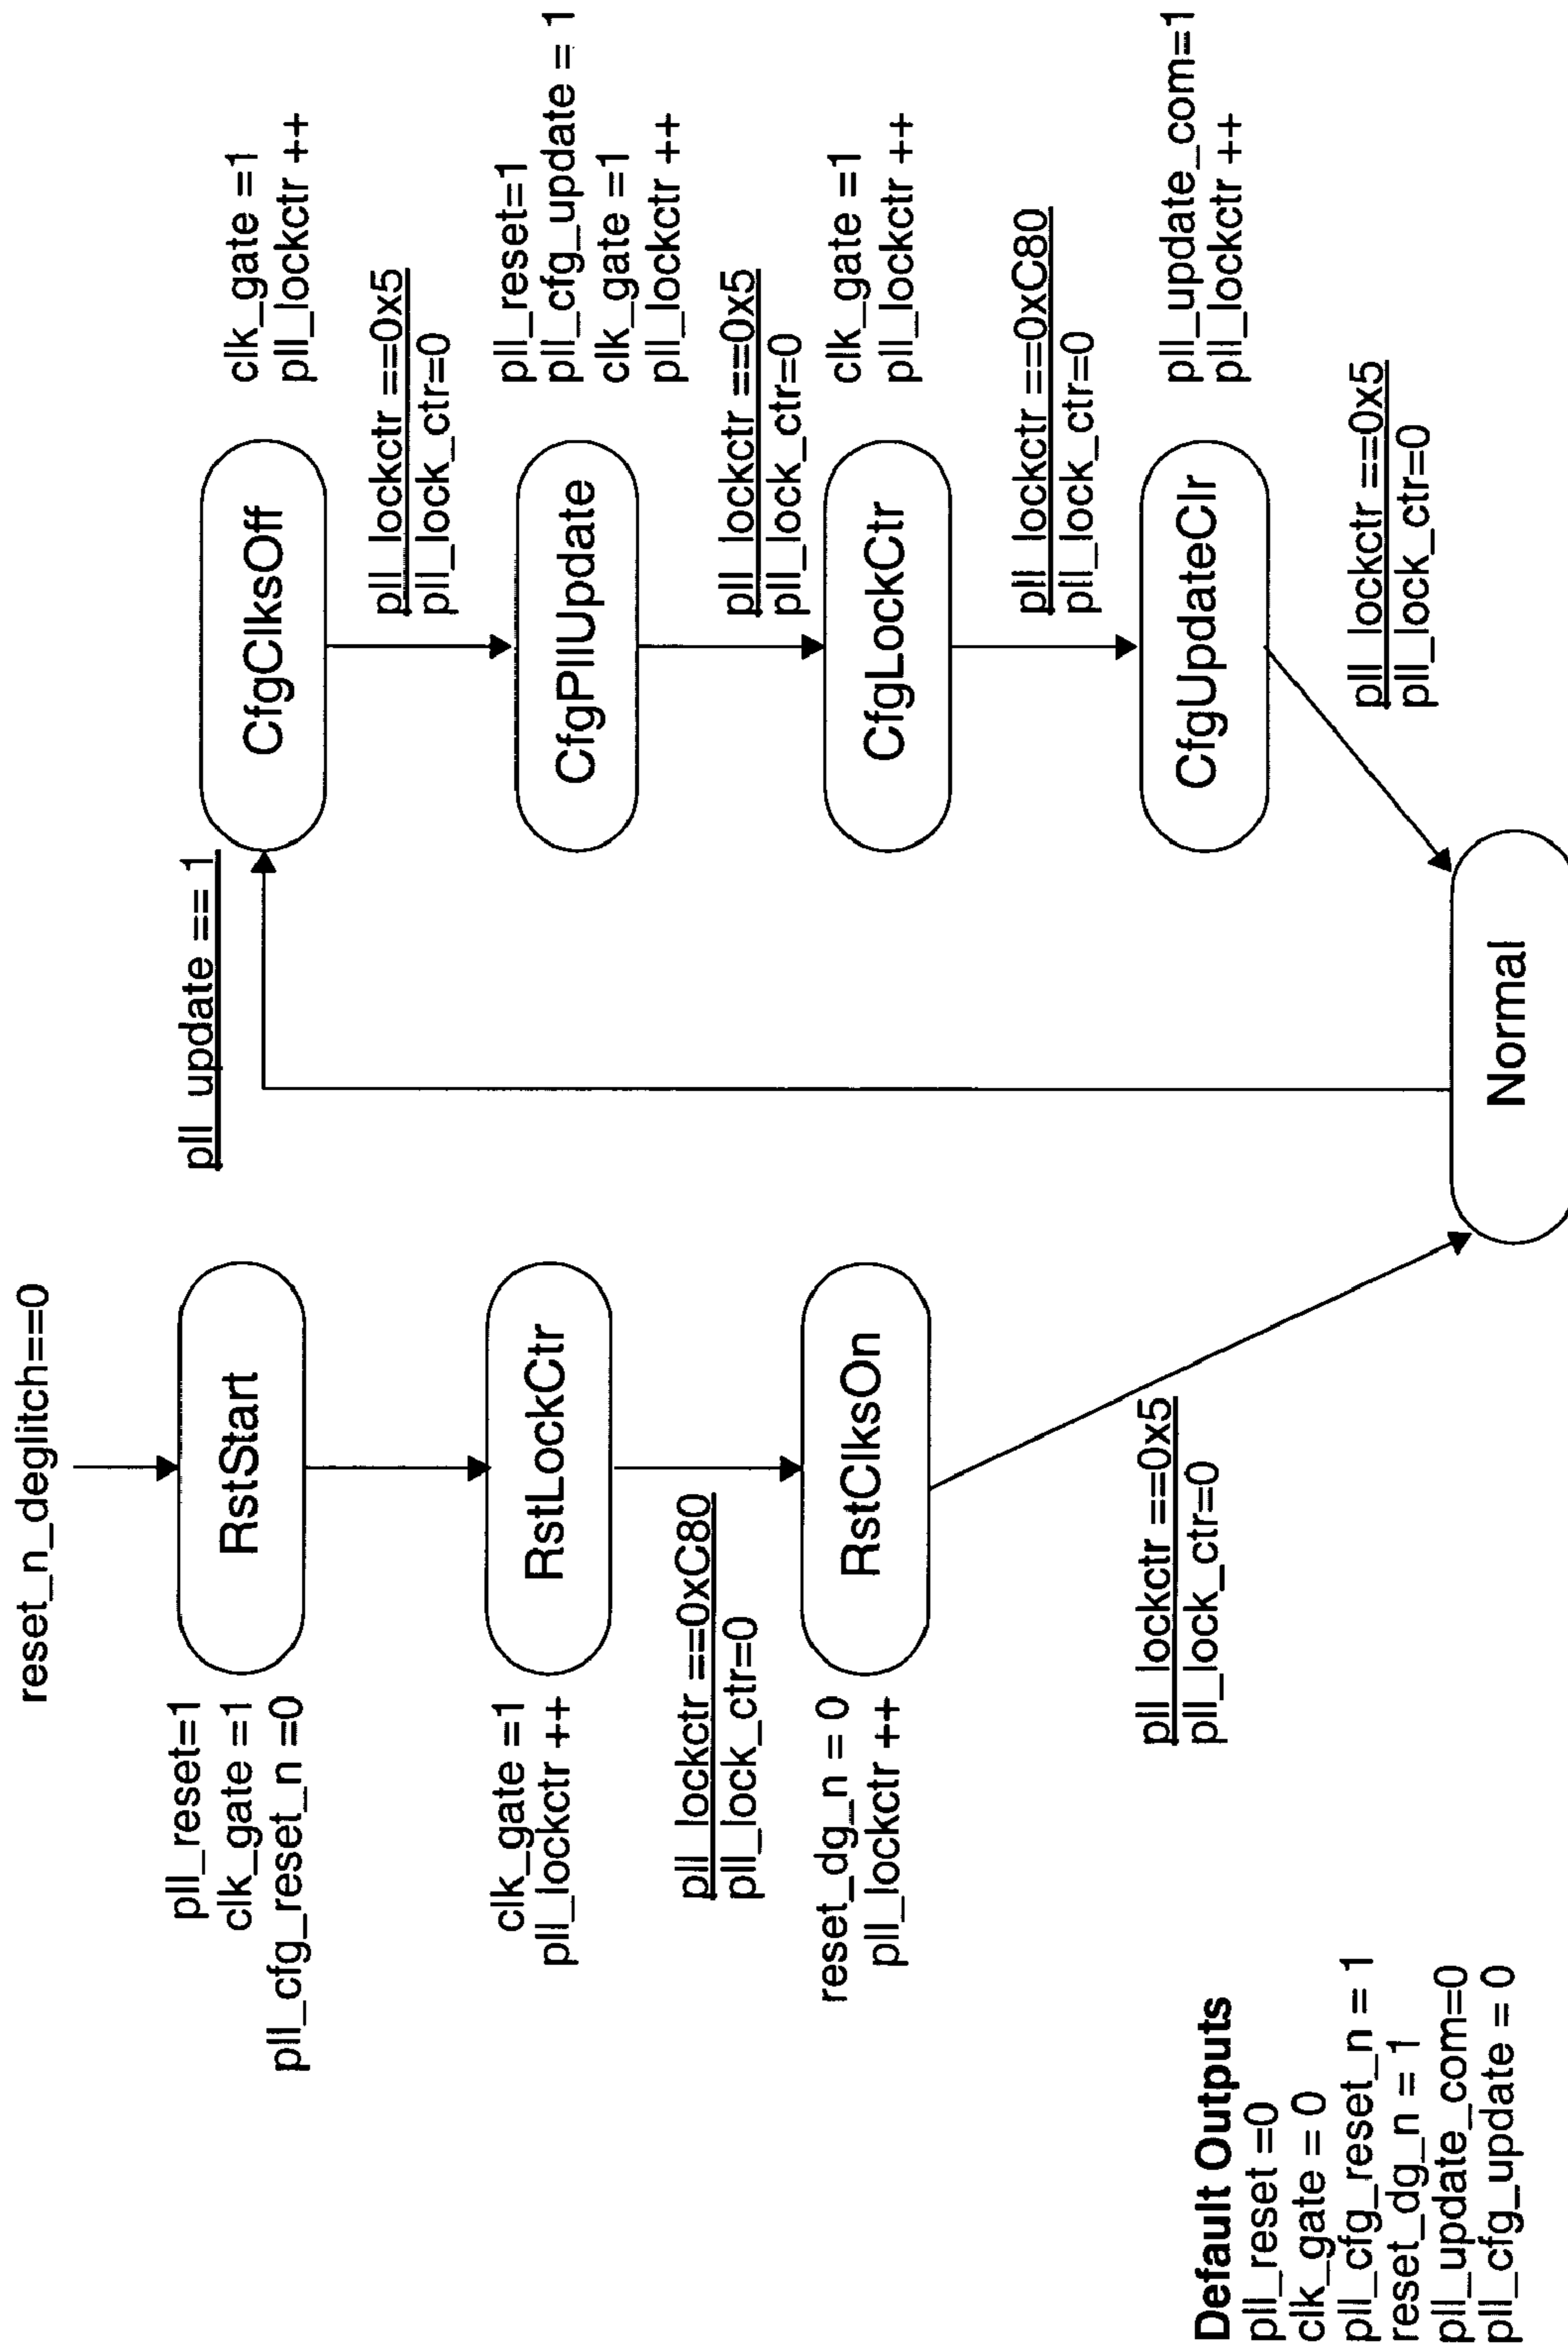 reset_n_deglitch==0
pll_reset=1
clk_gate =1
pll_cfg_reset_n =0
RstStart
clk_gate =1
pll_lockctr ++
RstLockCtr
pll_lockctr ==0xC80
pll_lock_ctr=0
reset_dg_n = 0
pll_lockctr ++
RstClksOn
pll_lockctr ==0x5
pll_lock_ctr=0
pll_update == 1
CfgClksOff
clk_gate =1
pll_lockctr ++
pll_lockctr ==0x5
pll_lock_ctr=0
CfgPllUpdate
pll_reset=1
pll_cfg_update = 1
clk_gate =1
pll_lockctr ++
pll_lockctr ==0x5
pll_lock_ctr=0
CfgLockCtr
clk_gate =1
pll_lockctr ++
pll_lockctr ==0xC80
pll_lock_ctr=0
CfgUpdateClr
pll_update_com=1
pll_lockctr ++
pll_lockctr ==0x5
pll_lock_ctr=0
Normal
Default Outputs
pll_reset =0
clk_gate = 0
pll_cfg_reset_n = 1
reset_dg_n = 1
pll_update_com=0
pll_cfg_update = 0